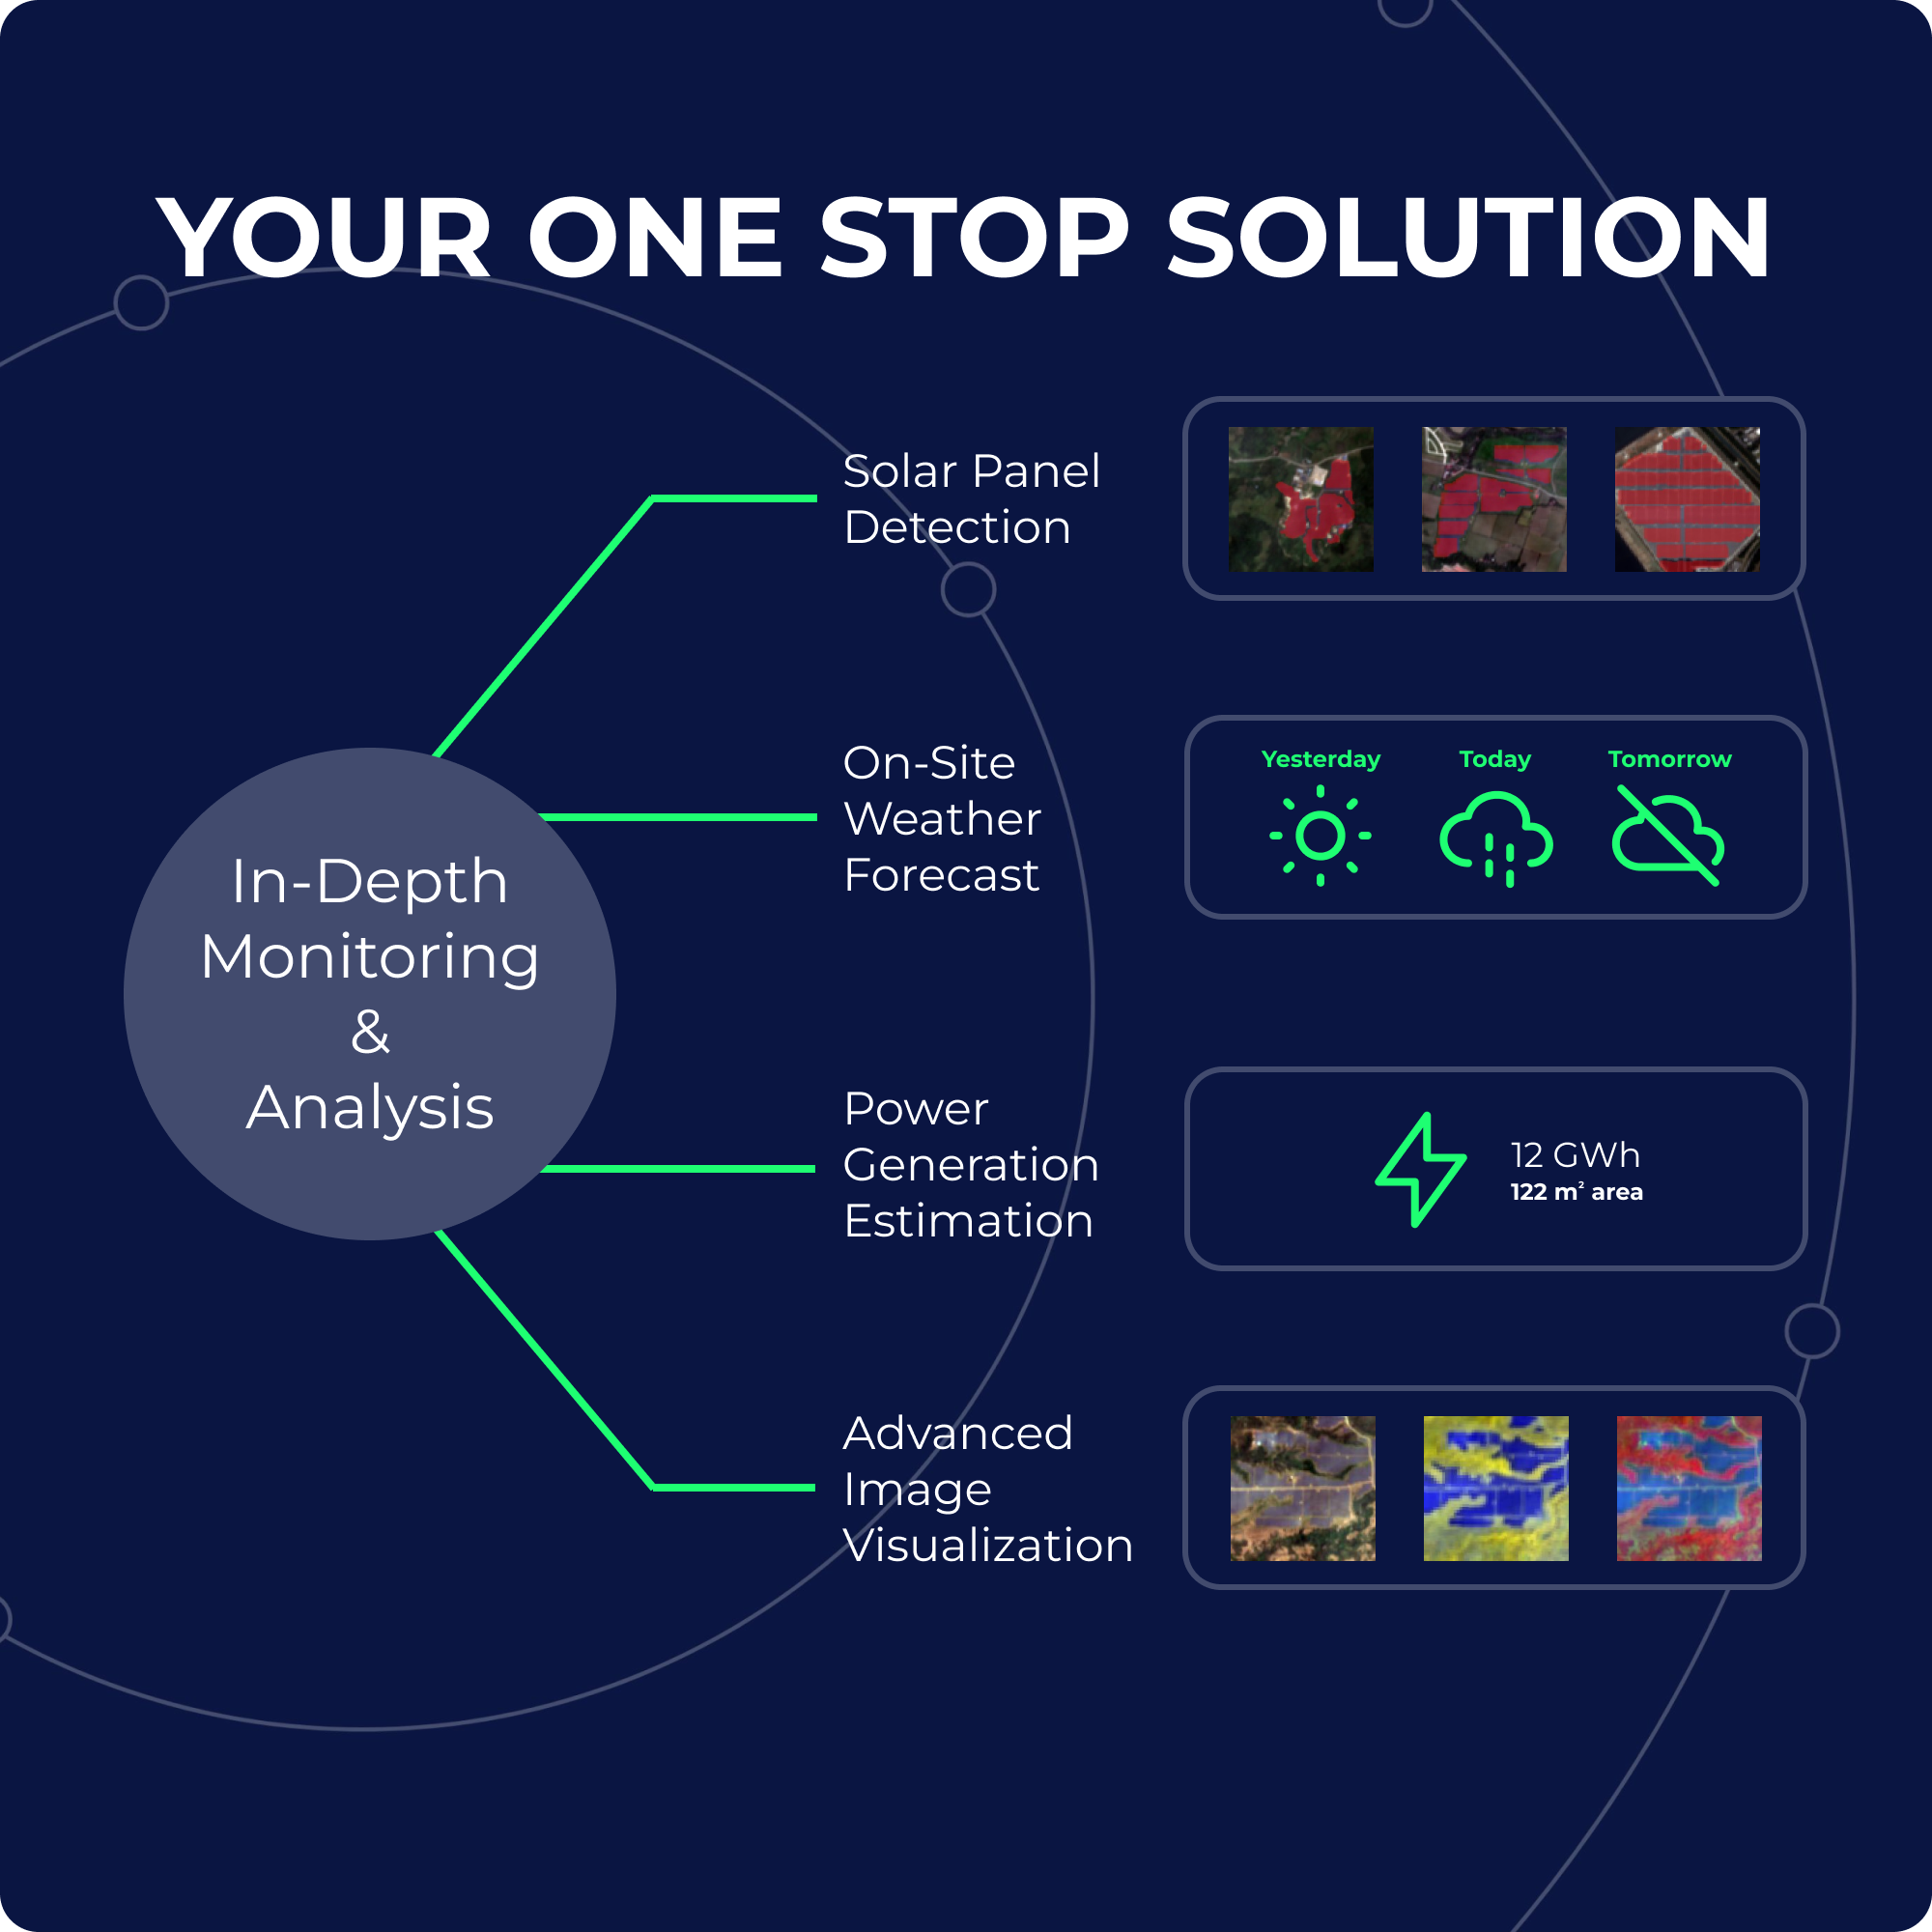 YOUR ONE STOP SOLUTION
Solar Panel
Detection
On-Site
Weather
Forecast
Yesterday
Today
Tomorrow
In-Depth
Monitoring
&
Analysis
Power
Generation
Estimation
12 GWh
122 m² area
Advanced
Image
Visualization